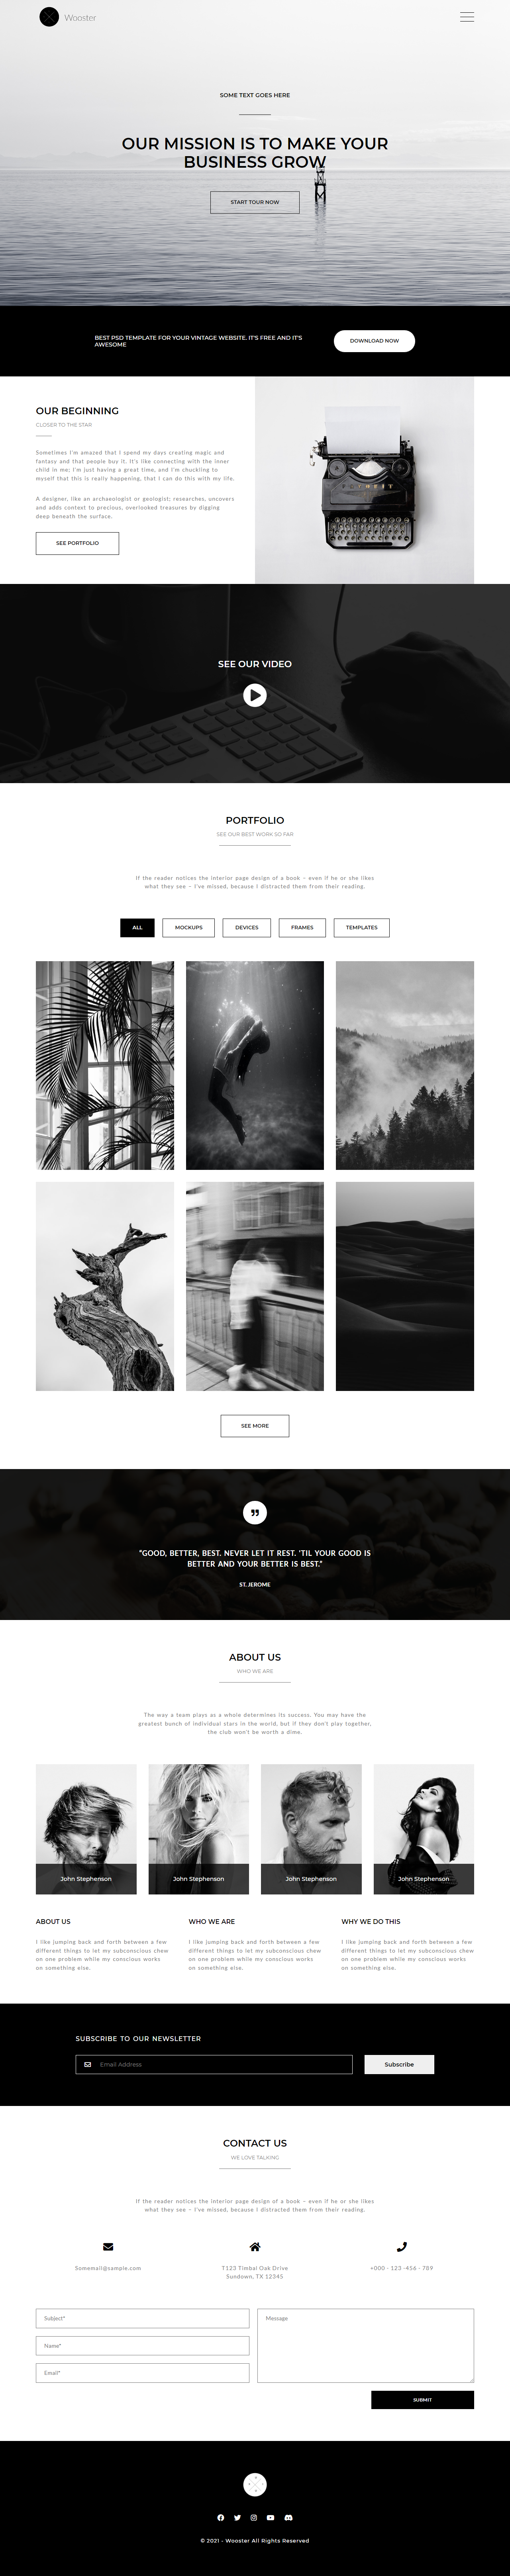 Wooster
SOME TEXT GOES HERE
OUR MISSION IS TO MAKE YOUR
BUSINESS GROW
START TOUR NOW
BEST PSD TEMPLATE FOR YOUR VINTAGE WEBSITE. IT'S FREE AND IT'S
AWESOME
DOWNLOAD NOW
OUR BEGINNING
CLOSER TO THE STAR
Sometimes I'm amazed that I spend my days creating magic and
fantasy and that people buy it. It's like connecting with the inner
child in me: I'm just having a great time, and I'm chuckling to
myself that this is really happening, that I can do this with my life.
A designer, like an archaeologist or geologist; researches, uncovers
and adds context to precious, overlooked treasures by digging
deep beneath the surface.
SEE PORTFOLIO
SEE OUR VIDEO
PORTFOLIO
SEE OUR BEST WORK SO FAR
If the reader notices the interior page design of a book – even if he or she likes
what they see – I've missed, because I distracted them from their reading.
ALL
MOCKUPS
DEVICES
FRAMES
TEMPLATES
SEE MORE
"GOOD, BETTER, BEST. NEVER LET IT REST. 'TIL YOUR GOOD IS
BETTER AND YOUR BETTER IS BEST."
ST. JEROME
ABOUT US
WHO WE ARE
The way a team plays as a whole determines its success. You may have the
greatest bunch of individual stars in the world, but if they don't play together,
the club won't be worth a dime.
John Stephenson
John Stephenson
John Stephenson
John Stephenson
ABOUT US
I like jumping back and forth between a few
different things to let my subconscious chew
on one problem while my conscious works
on something else.
WHO WE ARE
I like jumping back and forth between a few
different things to let my subconscious chew
on one problem while my conscious works
on something else.
WHY WE DO THIS
I like jumping back and forth between a few
different things to let my subconscious chew
on one problem while my conscious works
on something else.
SUBSCRIBE TO OUR NEWSLETTER
Email Address
Subscribe
CONTACT US
WE LOVE TALKING
If the reader notices the interior page design of a book – even if he or she likes
what they see – I've missed, because I distracted them from their reading.
Somemail@sample.com
T123 Timbal Oak Drive
Sundown, TX 12345
+000 - 123 -456 - 789
Subject*
Name*
Email*
Message
SUBMIT
© 2021 - Wooster All Rights Reserved